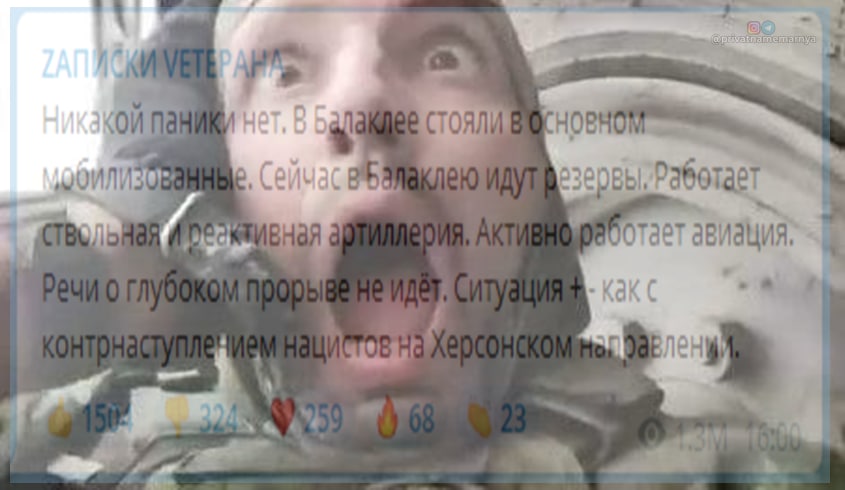 @privatnamemarnya
ZАПИСКИ VЕТЕРАНА
Никакой паники нет. В Балаклее стояли в основном
мобилизованные. Сейчас в Балаклею идут резервы. Работает
ствольная и реактивная артиллерия. Активно работает авиация.
Речи о глубоком прорыве не идёт. Ситуация + - как с
контрнаступлением нацистов на Херсонском направлении.
1504 324 259 68 23
1.3M 16:00